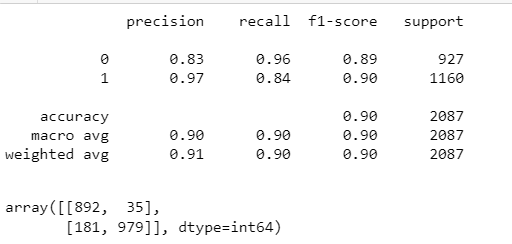 precision recall f1-score support
0 0.83 0.96 0.89 927
1 0.97 0.84 0.90 1160
accuracy 0.90 2087
macro avg 0.90 0.90 0.90 2087
weighted avg 0.91 0.90 0.90 2087
array([[892, 35],
[181, 979]], dtype=int64)